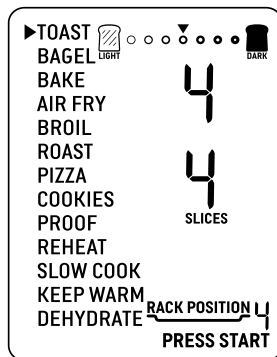 TOAST
LIGHT
DARK
BAGEL
BAKE
4
AIR FRY
BROIL
ROAST
PIZZA
4
COOKIES
SLICES
PROOF
REHEAT
SLOW COOK
KEEP WARM
DEHYDRATE
RACK POSITION 4
PRESS START